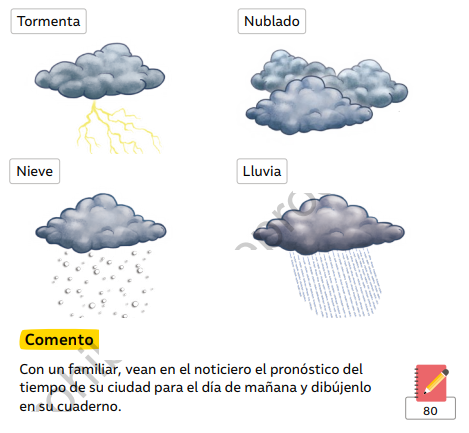 Tormenta
Nublado
Nieve
Lluvia
Comento
Con un familiar, vean en el noticiero el pronóstico del
tiempo de su ciudad para el día de mañana y dibújenlo
en su cuaderno.
80